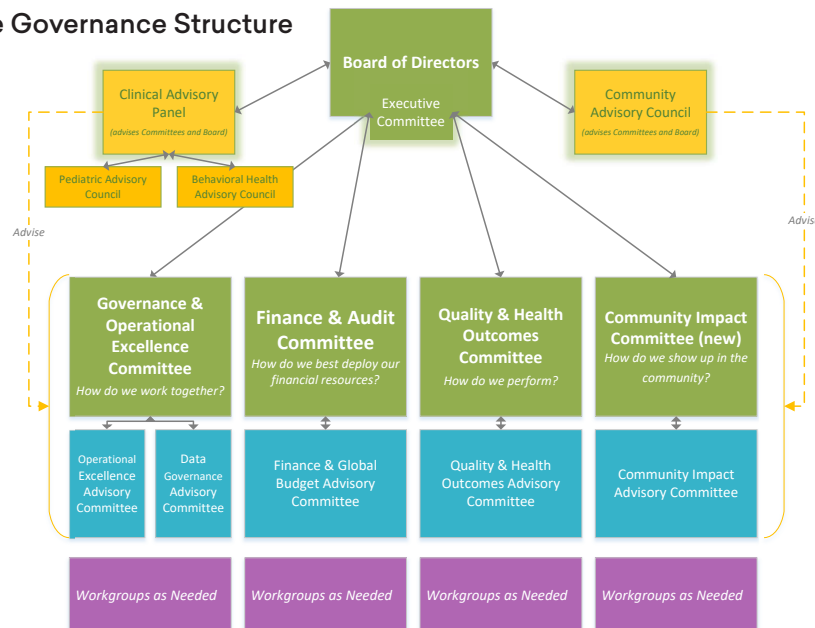 e Governance Structure
Board of Directors
Executive
Committee
Clinical Advisory
Panel
(advises Committees and Board)
Community
Advisory Council
(advises Committees and Board)
Pediatric Advisory
Council
Behavioral Health
Advisory Council
Advise
Advis
Governance &
Operational
Excellence
Committee
How do we work together?
Finance & Audit
Committee
How do we best deploy our
financial resources?
Quality & Health
Outcomes
Committee
How do we perform?
Community Impact
Committee (new)
How do we show up in the
community?
Operational
Excellence
Advisory
Committee
Data
Governance
Advisory
Committee
Finance & Global
Budget Advisory
Committee
Quality & Health
Outcomes Advisory
Committee
Community Impact
Advisory Committee
Workgroups as Needed
Workgroups as Needed
Workgroups as Needed
Workgroups as Needed